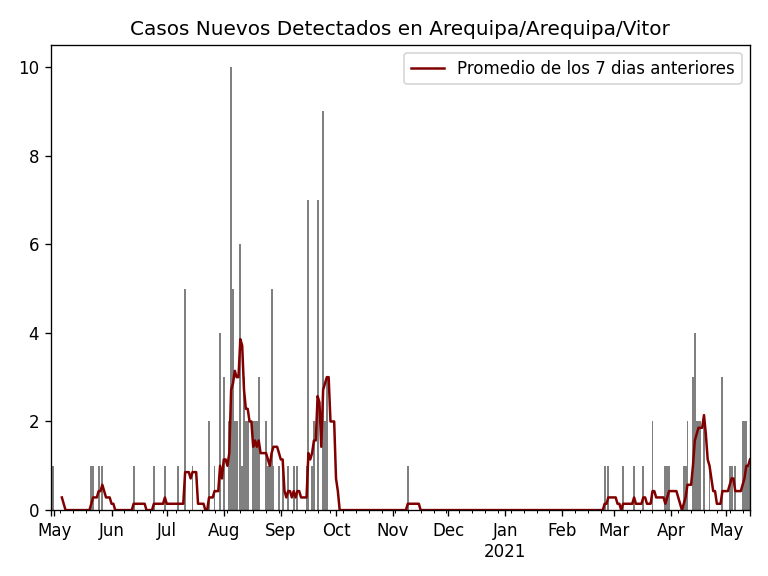 Casos Nuevos Detectados en Arequipa/Arequipa/Vitor
Promedio de los 7 dias anteriores
10
8
6
4
2
0
May Jun Jul Aug Sep Oct Nov Dec Jan Feb Mar Apr May
2021